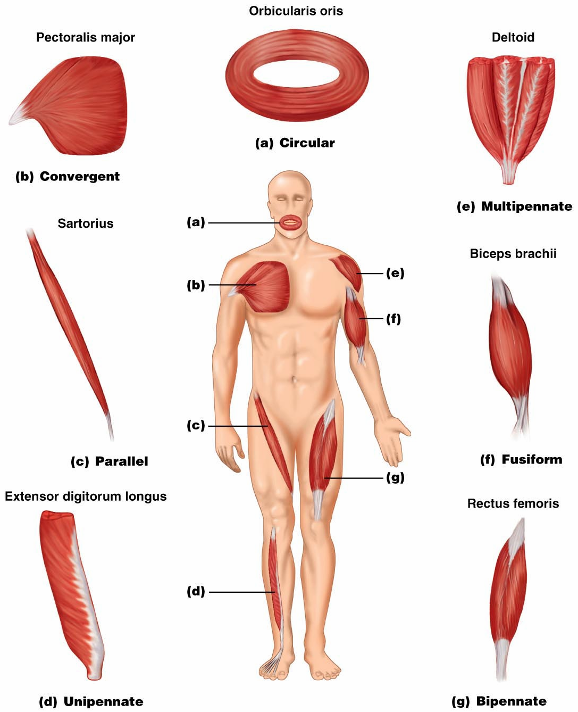 Orbicularis oris
Pectoralis major
Deltoid
(a) Circular
(b) Convergent
(e) Multipennate
Sartorius
(a)
Biceps brachii
(e)
(b)
(f)
(c)
(c) Parallel
(f) Fusiform
(g)
Extensor digitorum longus
Rectus femoris
(d)
(d) Unipennate
(g) Bipennate